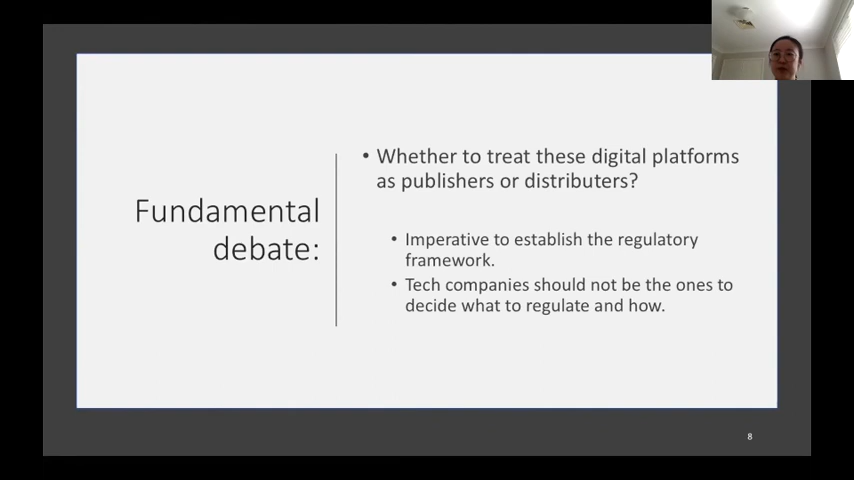 Fundamental
debate:
• Whether to treat these digital platforms
as publishers or distributers?
• Imperative to establish the regulatory
framework.
• Tech companies should not be the ones to
decide what to regulate and how.
8